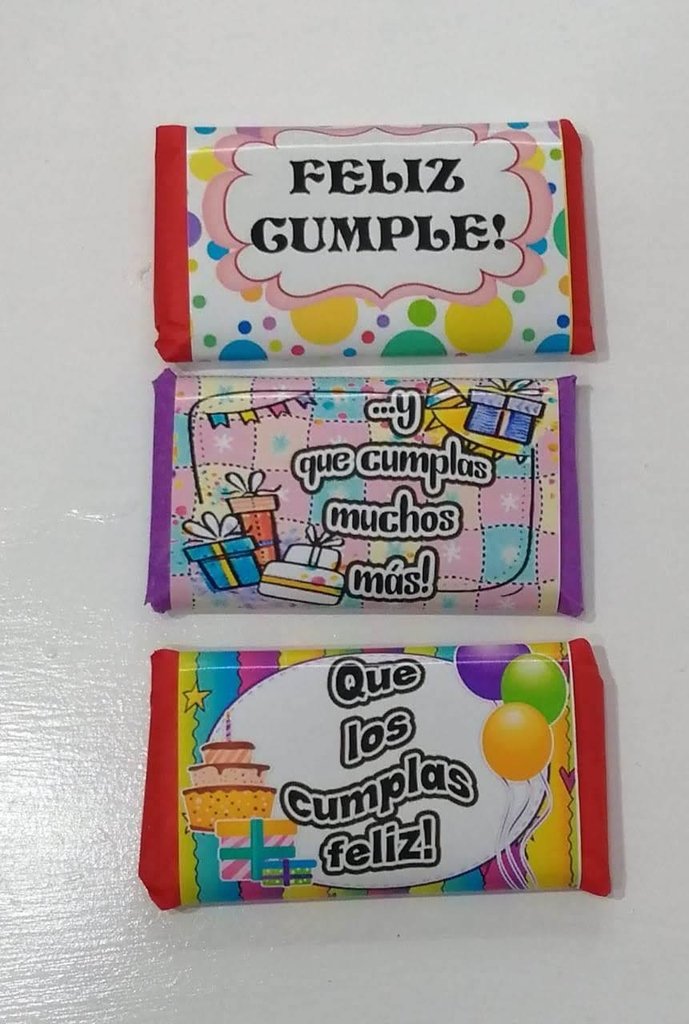 FELIZ
CUMPLE!
...y
que cumplas
muchos
más!
Que
los
cumplas
feliz!